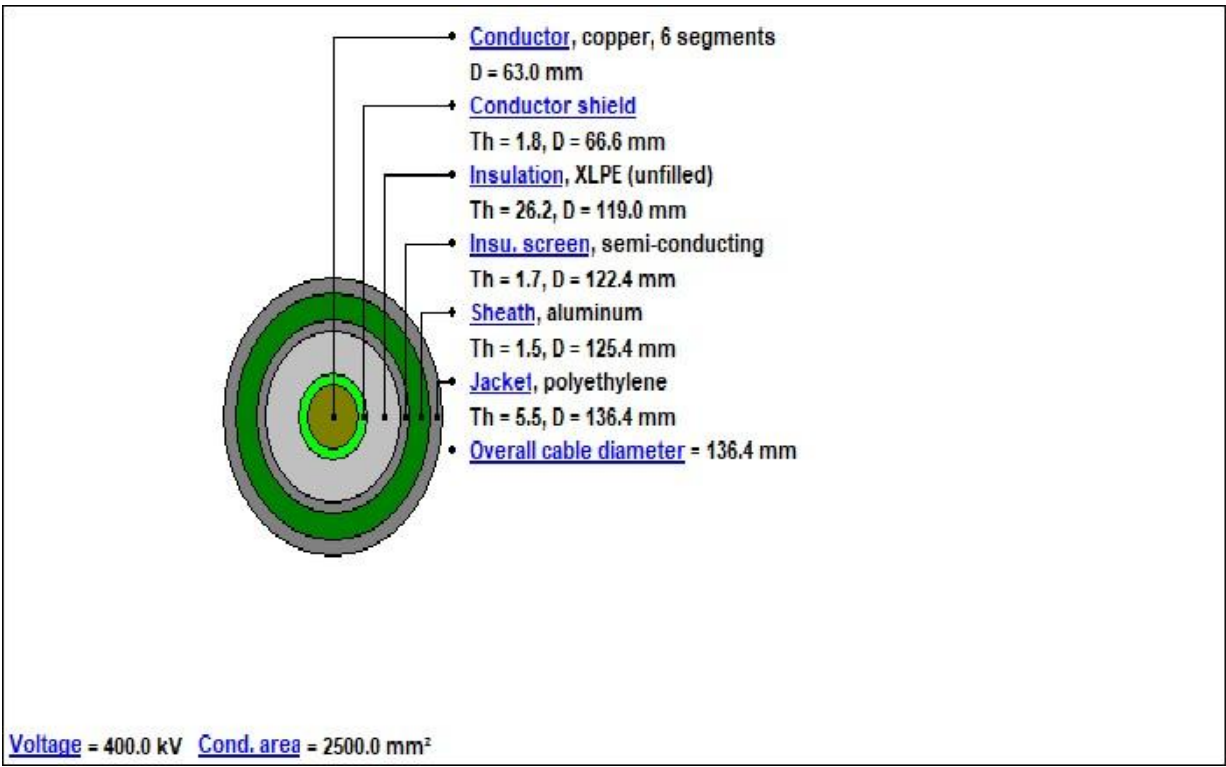 Conductor, copper, 6 segments
D = 63.0 mm
Conductor shield
Th = 1.8, D = 66.6 mm
Insulation, XLPE (unfilled)
Th = 26.2, D = 119.0 mm
Insu. screen, semi-conducting
Th = 1.7, D = 122.4 mm
Sheath, aluminum
Th = 1.5, D = 125.4 mm
Jacket, polyethylene
Th = 5.5, D = 136.4 mm
Overall cable diameter = 136.4 mm
Voltage = 400.0 kV Cond. area = 2500.0 mm²